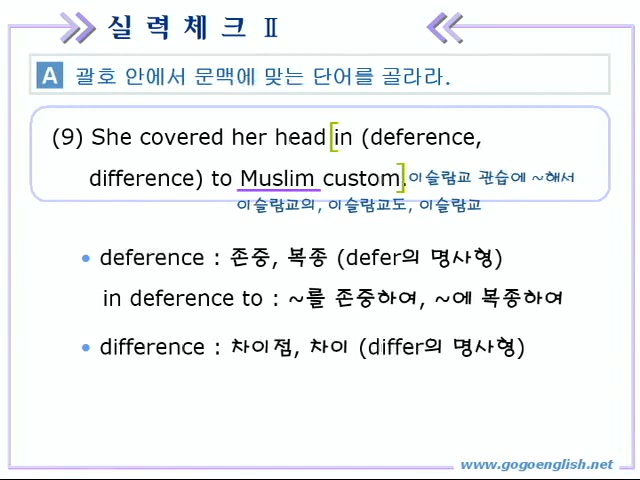 실력체크 Ⅱ
A 괄호 안에서 문맥에 맞는 단어를 골라라.
(9) She covered her head [in (deference,
difference) to Muslim custom]. 이슬람교 관습에 ~해서
이슬람교의, 이슬람교도, 이슬람교
• deference : 존중, 복종 (defer의 명사형)
in deference to : ~를 존중하여, ~에 복종하여
• difference : 차이점, 차이 (differ의 명사형)
www.gogoenglish.net